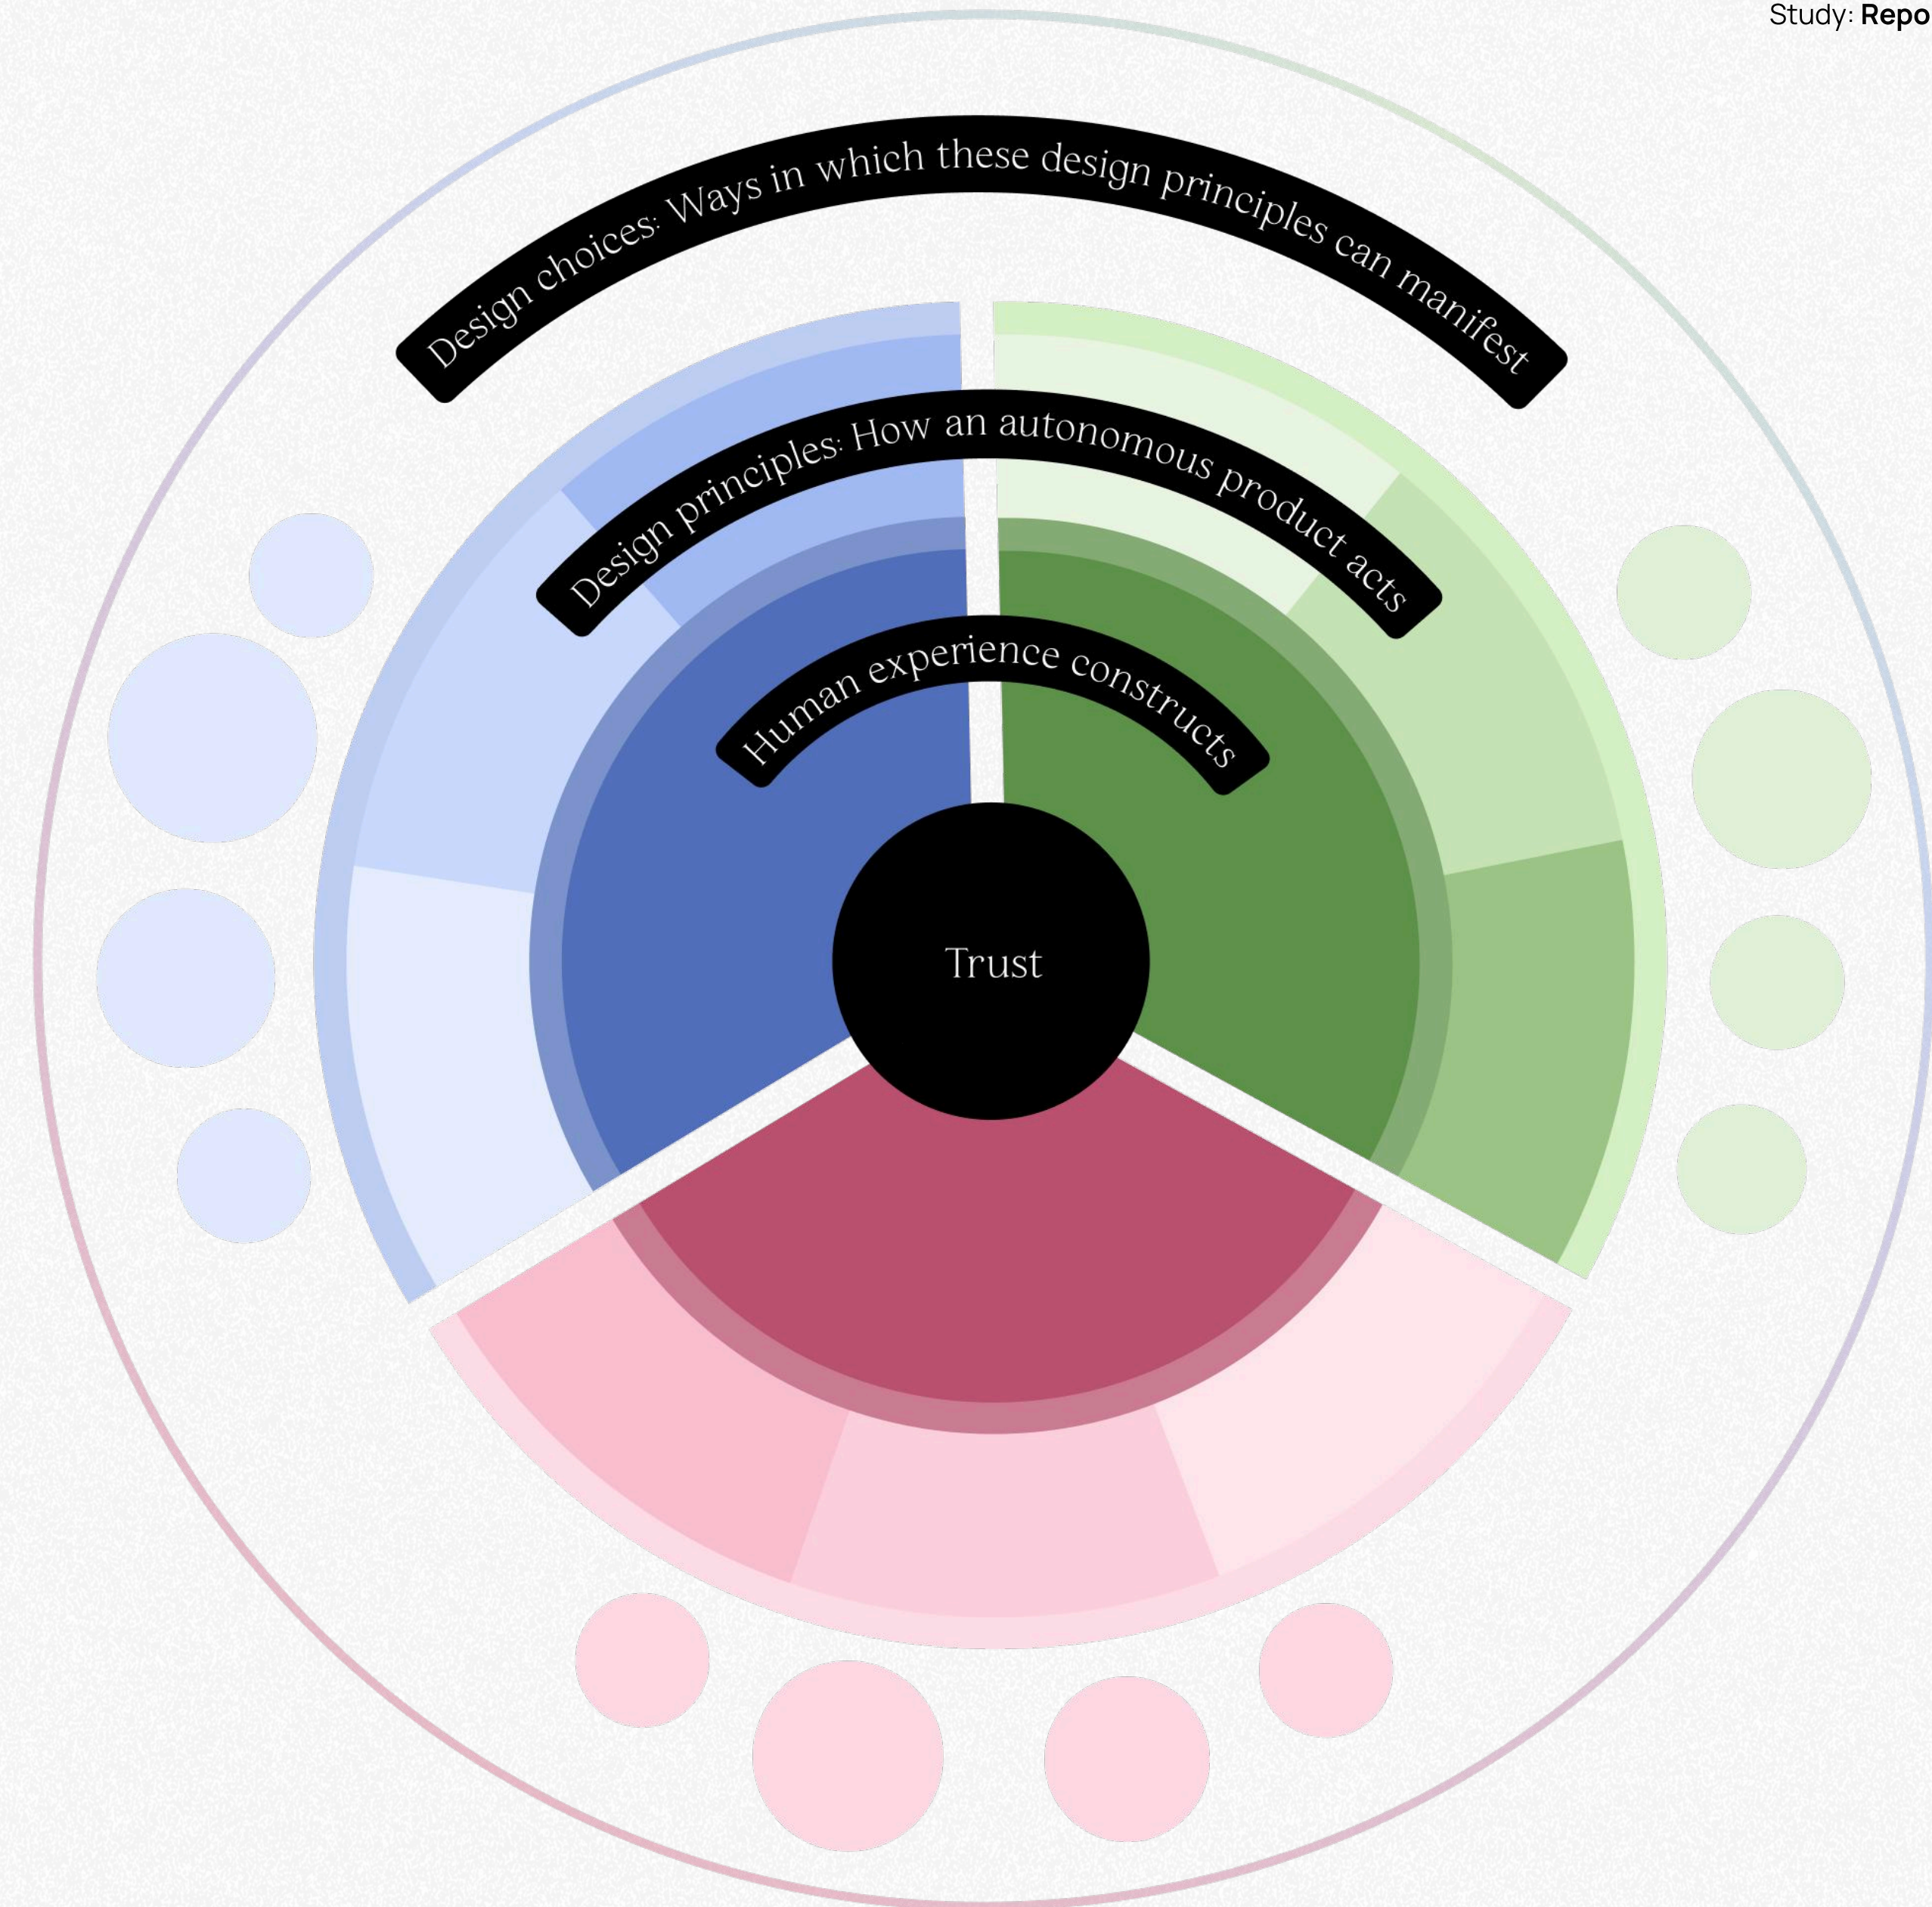 Study: Repo
Design choices: Ways in which these design principles can manifest
Design principles: How an autonomous product acts
Human experience constructs
Trust